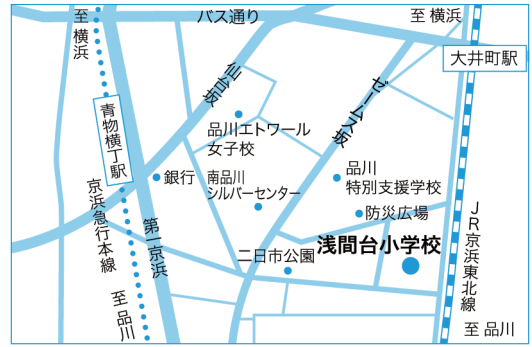 バス通り
至 横浜
至 横浜
大井町駅
仙台坂
ゼームス坂
青物横丁駅
品川エトワール
女子校
銀行
南品川
シルバーセンター
品川
特別支援学校
防災広場
京浜急行本線
第一京浜
二日市公園
浅間台小学校
JR京浜東北線
至 品川
至 品川